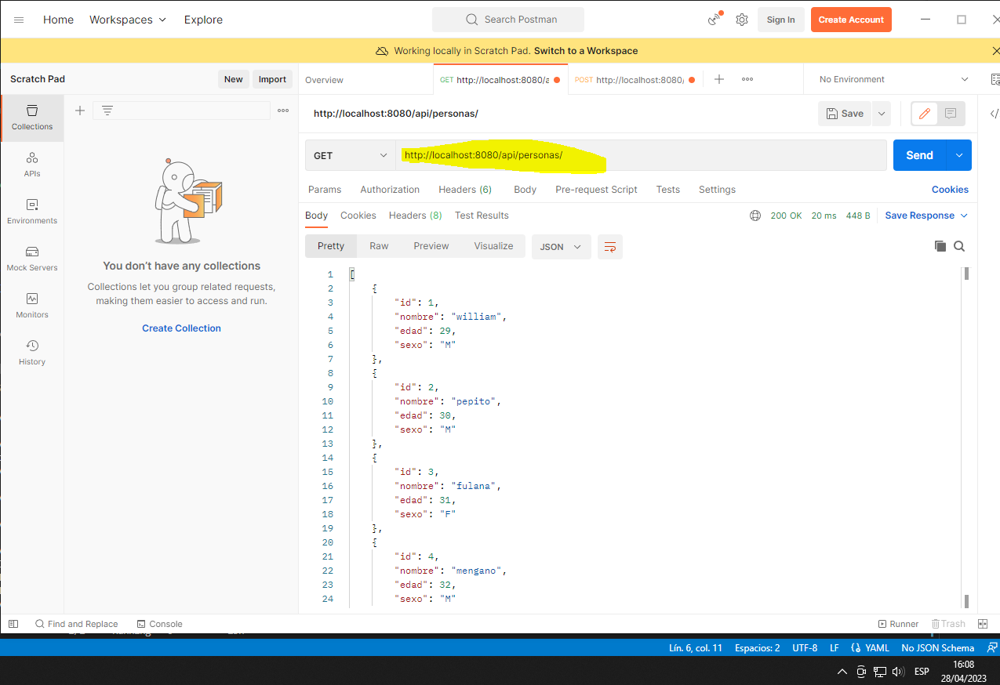 Home Workspaces Explore Search Postman Sign In Create Account
Working locally in Scratch Pad. Switch to a Workspace
Scratch Pad New Import
Overview GET http://localhost:8080/a POST http://localhost:8080/ No Environment
Collections
APIs
Environments
Mock Servers
Monitors
History
You don't have any collections
Collections let you group related requests,
making them easier to access and run.
Create Collection
http://localhost:8080/api/personas/ Save
GET http://localhost:8080/api/personas/ Send
Params Authorization Headers (6) Body Pre-request Script Tests Settings Cookies
Body Cookies Headers (8) Test Results 200 OK 20 ms 448 B Save Response
Pretty Raw Preview Visualize JSON
1 [
2 {
3 "id": 1,
4 "nombre": "william",
5 "edad": 29,
6 "sexo": "M"
7 },
8 {
9 "id": 2,
10 "nombre": "pepito",
11 "edad": 30,
12 "sexo": "M"
13 },
14 {
15 "id": 3,
16 "nombre": "fulana",
17 "edad": 31,
18 "sexo": "F"
19 },
20 {
21 "id": 4,
22 "nombre": "mengano",
23 "edad": 32,
24 "sexo": "M"
Find and Replace Console Runner Trash
Lín. 6, col. 11 Espacios: 2 UTF-8 LF YAML No JSON Schema
ESP 16:08
28/04/2023